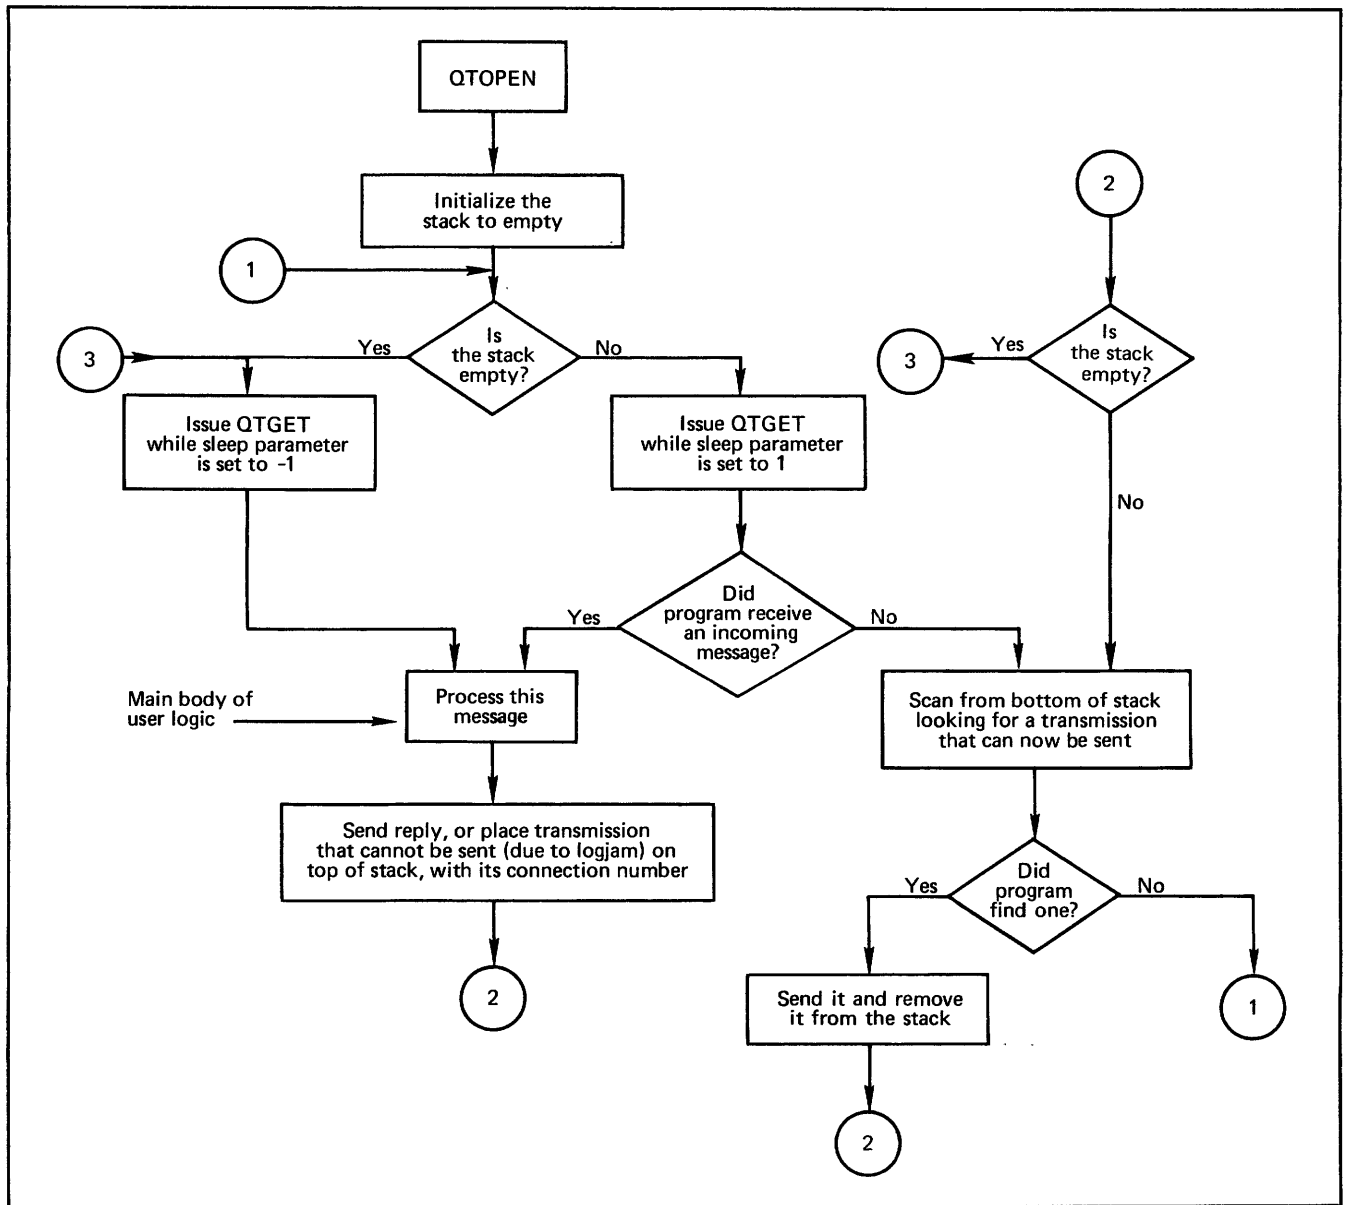 QTOPEN
Initialize the
stack to empty
2
1
Is
the stack
empty?
Yes
No
3
3
Yes
Is
the stack
empty?
No
Issue QTGET
while sleep parameter
is set to -1
Issue QTGET
while sleep parameter
is set to 1
Did
program receive
an incoming
message?
Yes
No
Main body of
user logic
Process this
message
Scan from bottom of stack
looking for a transmission
that can now be sent
Send reply, or place transmission
that cannot be sent (due to logjam) on
top of stack, with its connection number
Did
program
find one?
Yes
No
2
Send it and remove
it from the stack
1
2